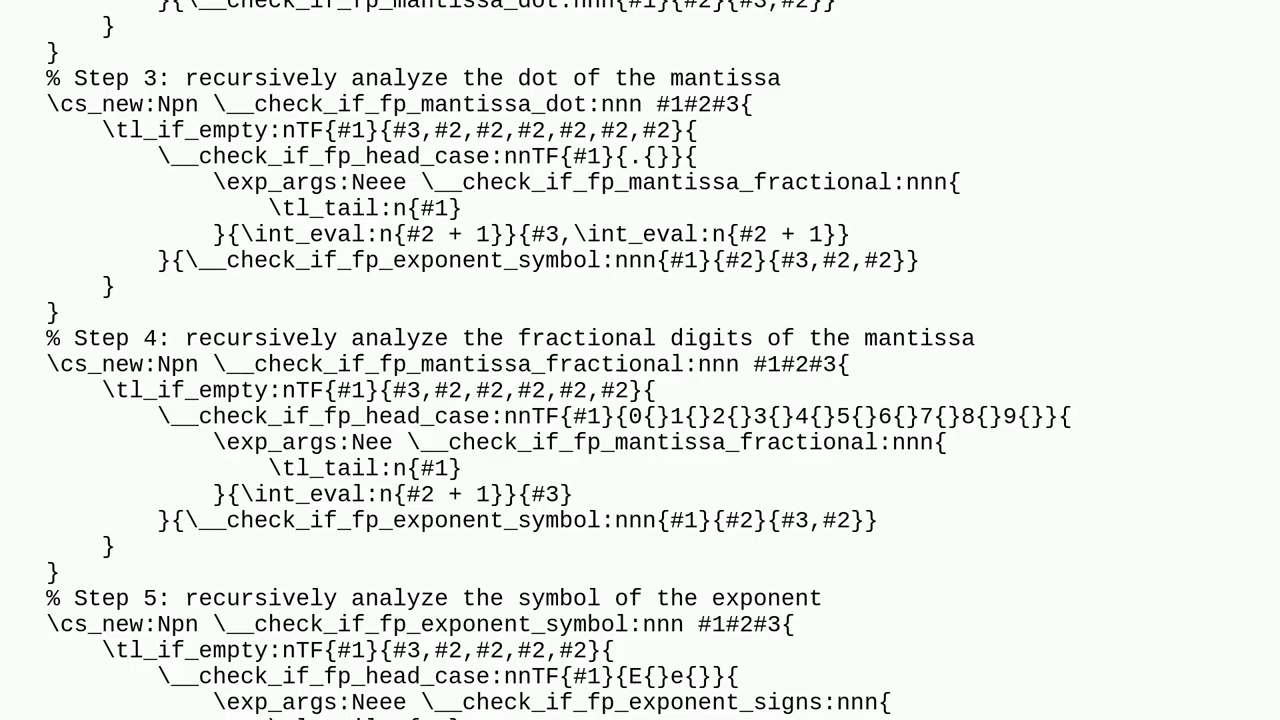 }{\__check_if_fp_mantissa_dot:nnn{#1}{#2}{#3,#2}}
}
}
% Step 3: recursively analyze the dot of the mantissa
\cs_new:Npn \__check_if_fp_mantissa_dot:nnn #1#2#3{
\tl_if_empty:nTF{#1}{#3,#2,#2,#2,#2,#2,#2}{
\__check_if_fp_head_case:nnTF{#1}{.{}}{
\exp_args:Neee \__check_if_fp_mantissa_fractional:nnn{
\tl_tail:n{#1}
}{\int_eval:n{#2 + 1}}{#3,\int_eval:n{#2 + 1}}
}{\__check_if_fp_exponent_symbol:nnn{#1}{#2}{#3,#2,#2}}
}
}
% Step 4: recursively analyze the fractional digits of the mantissa
\cs_new:Npn \__check_if_fp_mantissa_fractional:nnn #1#2#3{
\tl_if_empty:nTF{#1}{#3,#2,#2,#2,#2,#2}{
\__check_if_fp_head_case:nnTF{#1}{0{}1{}2{}3{}4{}5{}6{}7{}8{}9{}}{
\exp_args:Nee \__check_if_fp_mantissa_fractional:nnn{
\tl_tail:n{#1}
}{\int_eval:n{#2 + 1}}{#3}
}{\__check_if_fp_exponent_symbol:nnn{#1}{#2}{#3,#2}}
}
}
% Step 5: recursively analyze the symbol of the exponent
\cs_new:Npn \__check_if_fp_exponent_symbol:nnn #1#2#3{
\tl_if_empty:nTF{#1}{#3,#2,#2,#2,#2}{
\__check_if_fp_head_case:nnTF{#1}{E{}e{}}{
\exp_args:Neee \__check_if_fp_exponent_signs:nnn{